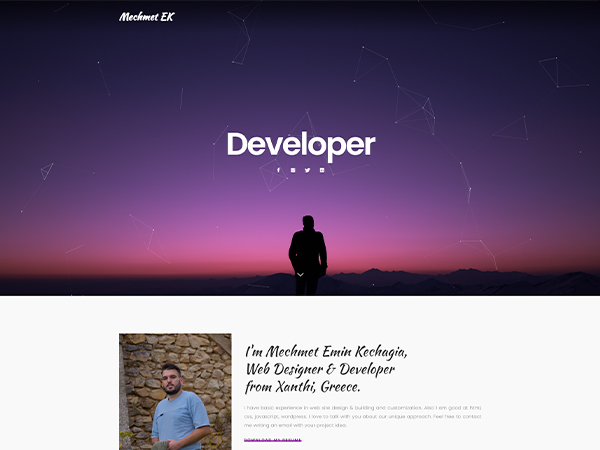 Mechmet EK
Developer
I'm Mechmet Emin Kechagia,
Web Designer & Developer
from Xanthi, Greece.
I have basic experience in web site design & building and customization. Also I am good at html,
css, javascript, wordpress. I love to talk with you about our unique approach. Feel free to contact
me writing an email with your project idea.
DOWNLOAD MY RESUME